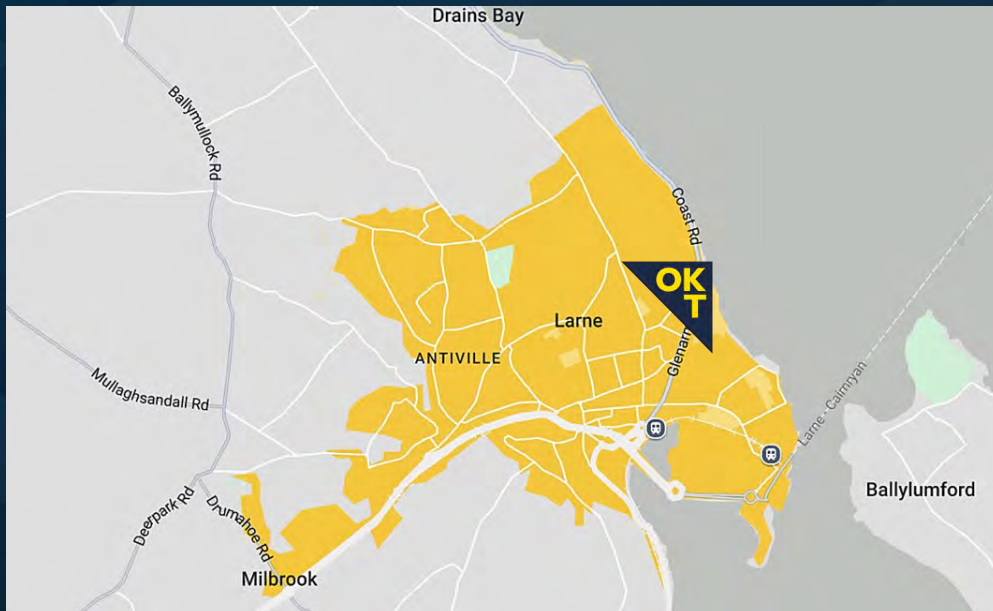 Drains Bay
Ballymullock Rd
Coast Rd
OK
T
Larne
Glenarm
ANTIVILLE
Larne - Cairnryan
Mullaghsandall Rd
Ballylumford
Deerpark Rd
Drumahoe Rd
Milbrook